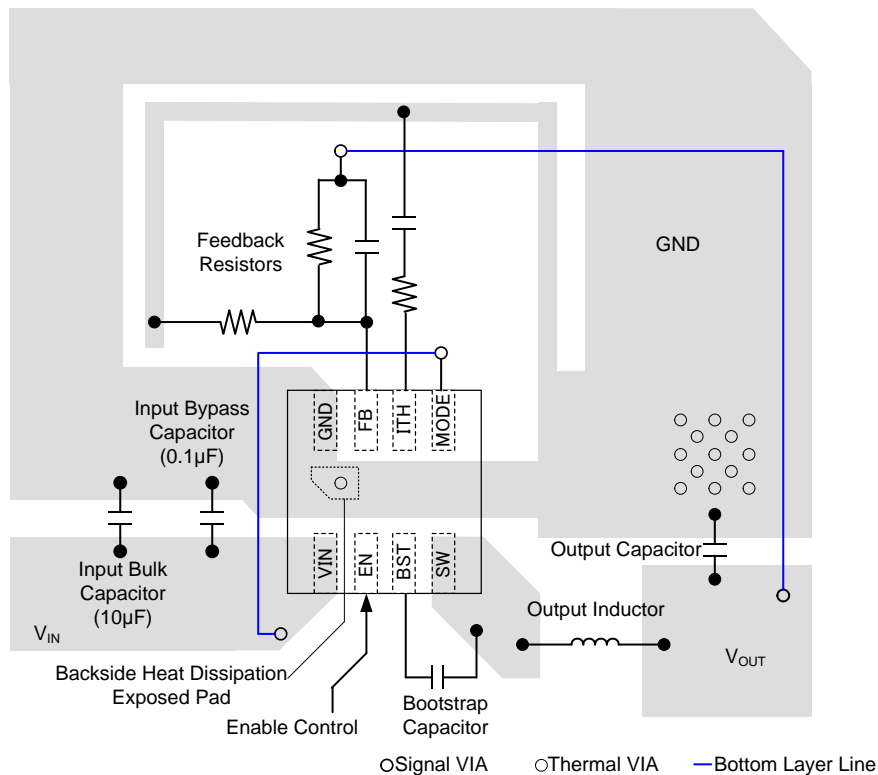 Feedback
Resistors
GND
Input Bypass
Capacitor
(0.1µF)
GND
FB
ITH
MODE
VIN
EN
BST
SW
Input Bulk
Capacitor
(10µF)
VIN
Output Capacitor
Output Inductor
VOUT
Backside Heat Dissipation
Exposed Pad
Enable Control
Bootstrap
Capacitor
Signal VIA
Thermal VIA
Bottom Layer Line